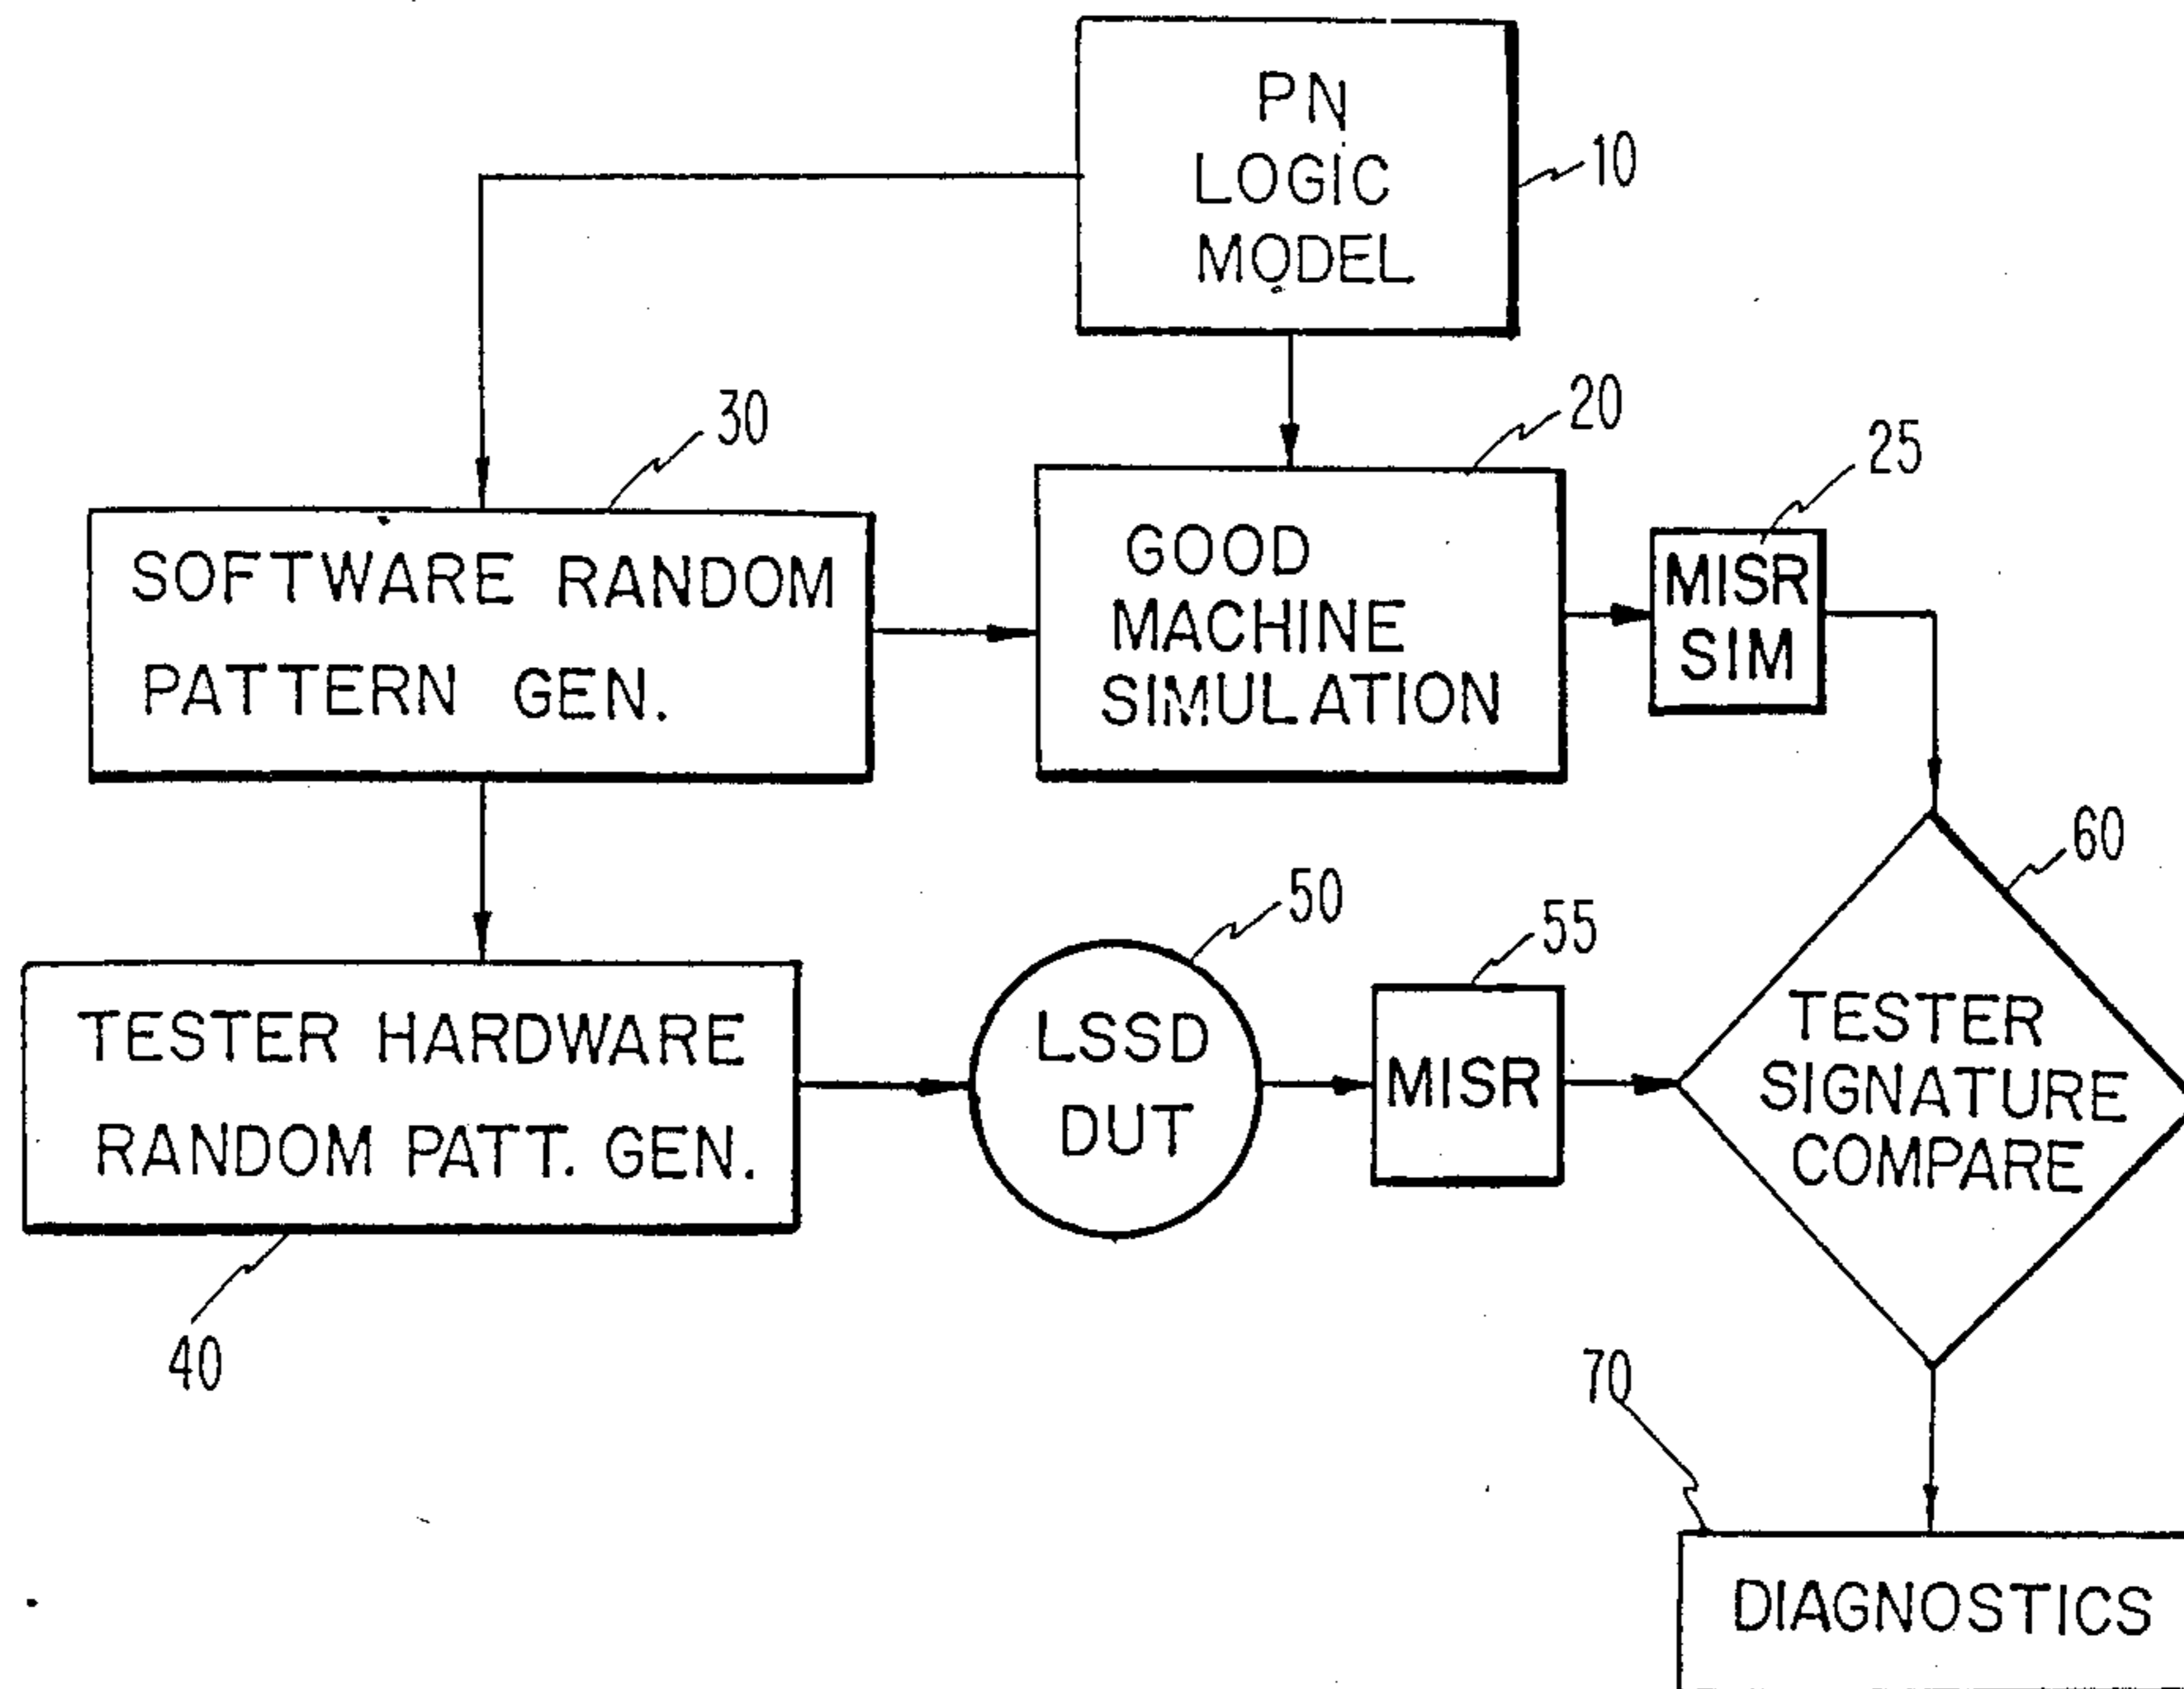 PN
LOGIC
MODEL
10
30
20
25
SOFTWARE RANDOM
PATTERN GEN.
GOOD
MACHINE
SIMULATION
MISR
SIM
60
50
55
TESTER HARDWARE
RANDOM PATT. GEN.
LSSD
DUT
MISR
TESTER
SIGNATURE
COMPARE
40
70
DIAGNOSTICS